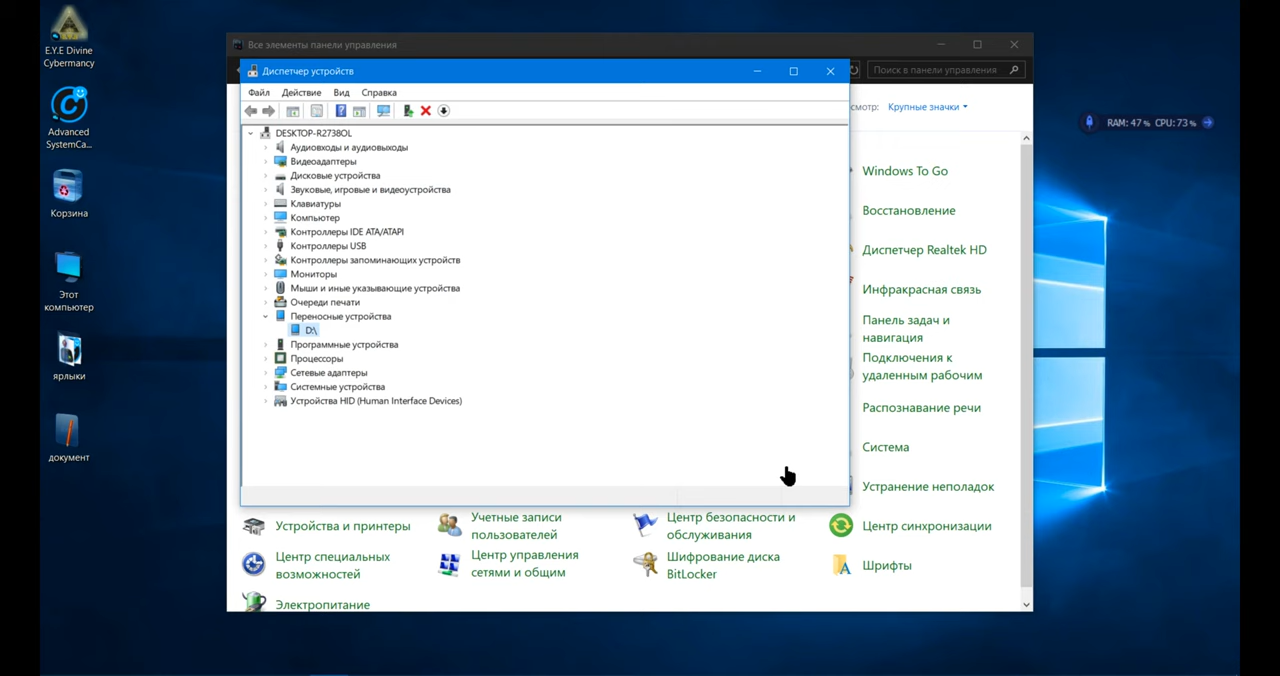 E.Y.E Divine
Cybermancy
Advanced
SystemCa...
Корзина
Этот
компьютер
ярлыки
документ
Все элементы панели управления
Поиск в панели управления
Крупные значки
Диспетчер устройств
Файл Действие Вид Справка
DESKTOP-R2738OL
Аудиовходы и аудиовыходы
Видеоадаптеры
Дисковые устройства
Звуковые, игровые и видеоустройства
Клавиатуры
Компьютер
Контроллеры IDE ATA/ATAPI
Контроллеры USB
Контроллеры запоминающих устройств
Мониторы
Мыши и иные указывающие устройства
Очереди печати
Переносные устройства
D:\
Программные устройства
Процессоры
Сетевые адаптеры
Системные устройства
Устройства HID (Human Interface Devices)
Windows To Go
Восстановление
Диспетчер Realtek HD
Инфракрасная связь
Панель задач и
навигация
Подключения к
удаленным рабочим
Распознавание речи
Система
Устранение неполадок
Устройства и принтеры
Учетные записи
пользователей
Центр безопасности и
обслуживания
Центр синхронизации
Центр специальных
возможностей
Центр управления
сетями и общим
Шифрование диска
BitLocker
Шрифты
Электропитание
RAM: 47 % CPU: 73 %